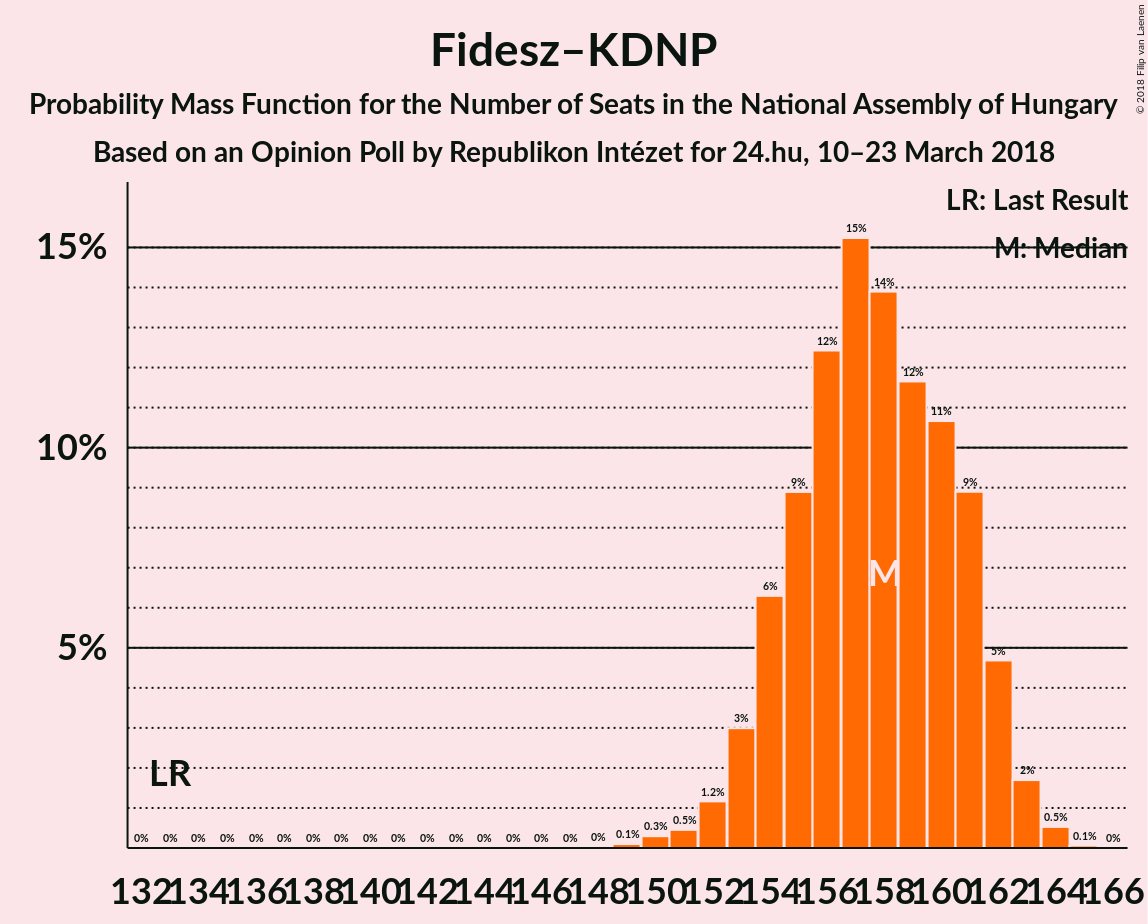 Fidesz–KDNP
Probability Mass Function for the Number of Seats in the National Assembly of Hungary
Based on an Opinion Poll by Republikon Intézet for 24.hu, 10–23 March 2018
© 2018 Filip van Laenen
LR: Last Result
M: Median
15%
10%
5%
15%
14%
12%
12%
11%
9%
9%
6%
5%
3%
2%
1.2%
0.5%
0.5%
0.3%
0.1%
0.1%
M
LR
0% 0% 0% 0% 0% 0% 0% 0% 0% 0% 0% 0% 0% 0% 0% 0% 0% 0%
132 134 136 138 140 142 144 146 148 150 152 154 156 158 160 162 164 166